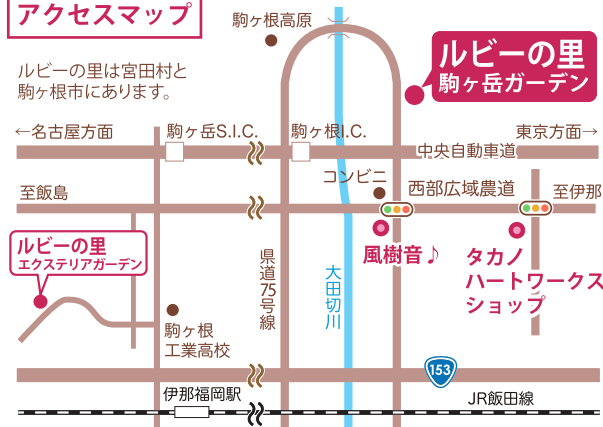 アクセスマップ
駒ヶ根高原
ルビーの里
駒ヶ岳ガーデン
ルビーの里は宮田村と
駒ヶ根市にあります。
←名古屋方面
駒ヶ岳S.I.C.
駒ヶ根I.C.
東京方面→
中央自動車道
コンビニ
西部広域農道
至飯島
至伊那
ルビーの里
エクステリアガーデン
風樹音♪
タカノ
ハートワークス
ショップ
県道75号線
大田切川
駒ヶ根
工業高校
153
伊那福岡駅
JR飯田線